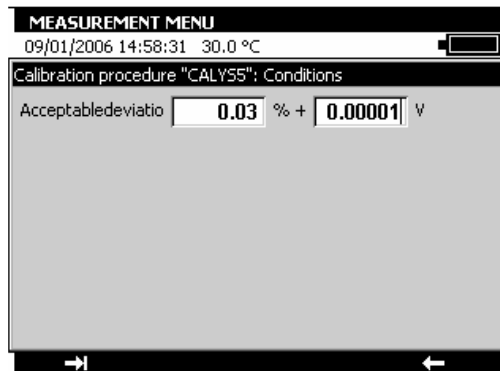 MEASUREMENT MENU
09/01/2006 14:58:31 30.0 °C
Calibration procedure "CALYS5": Conditions
Acceptabledeviatio 0.03 % + 0.00001 V